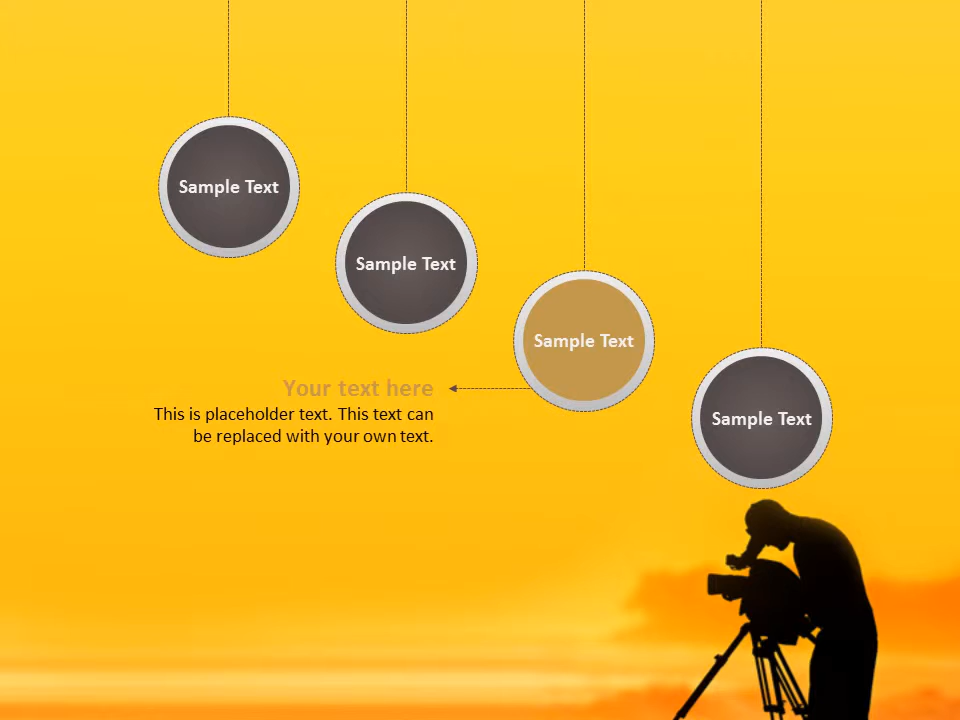 Sample Text
Sample Text
Sample Text
Sample Text
Your text here
This is placeholder text. This text can
be replaced with your own text.